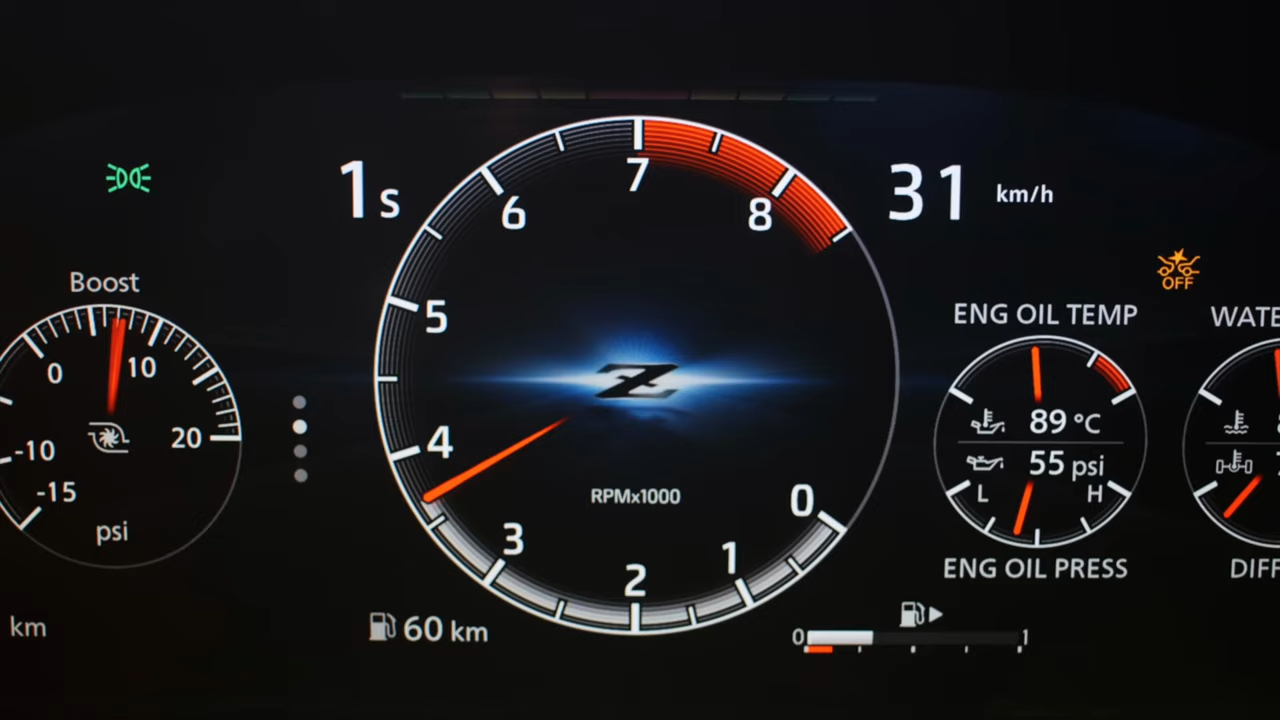 1s
7
31 km/h
6
8
OFF
Boost
ENG OIL TEMP
WATE
5
0
10
89 °C
4
20
-10
55 psi
-15
L
H
RPMx1000
0
psi
3
1
2
ENG OIL PRESS
DIFF
km
60 km
0
1
Z